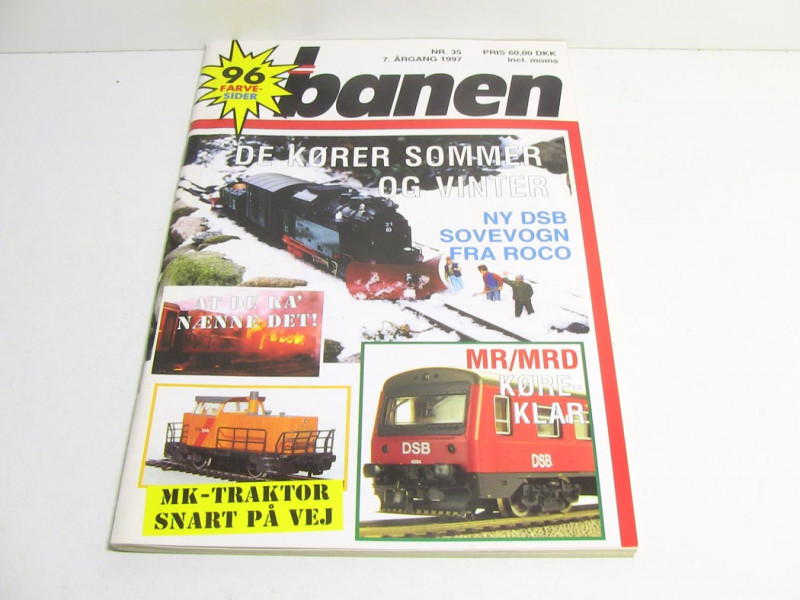 96
FARVE-
SIDER
banen
NR. 35
7. ÅRGANG 1997
PRIS 60,00 DKK
incl. moms
DE KØRER SOMMER
OG VINTER
NY DSB
SOVEVOGN
FRA ROCO
AT DE KA'
NÆNNE DET!
MR/MRD
KØRE-
KLAR
DSB
DSB
MK-TRAKTOR
SNART PÅ VEJ